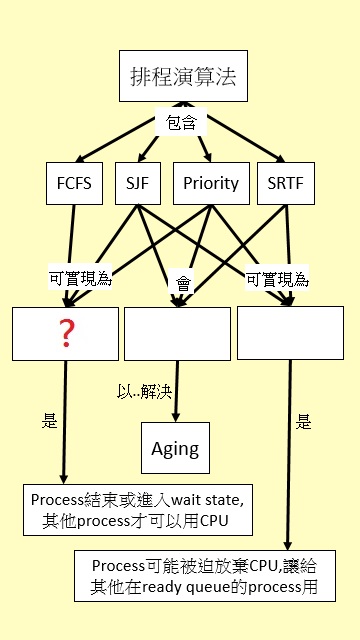 排程演算法
包含
FCFS
SJF
Priority
SRTF
可實現為
會
可實現為
?
以..解決
是
是
Aging
Process結束或進入wait state,
其他process才可以用CPU
Process可能被迫放棄CPU,讓給
其他在ready queue的process用